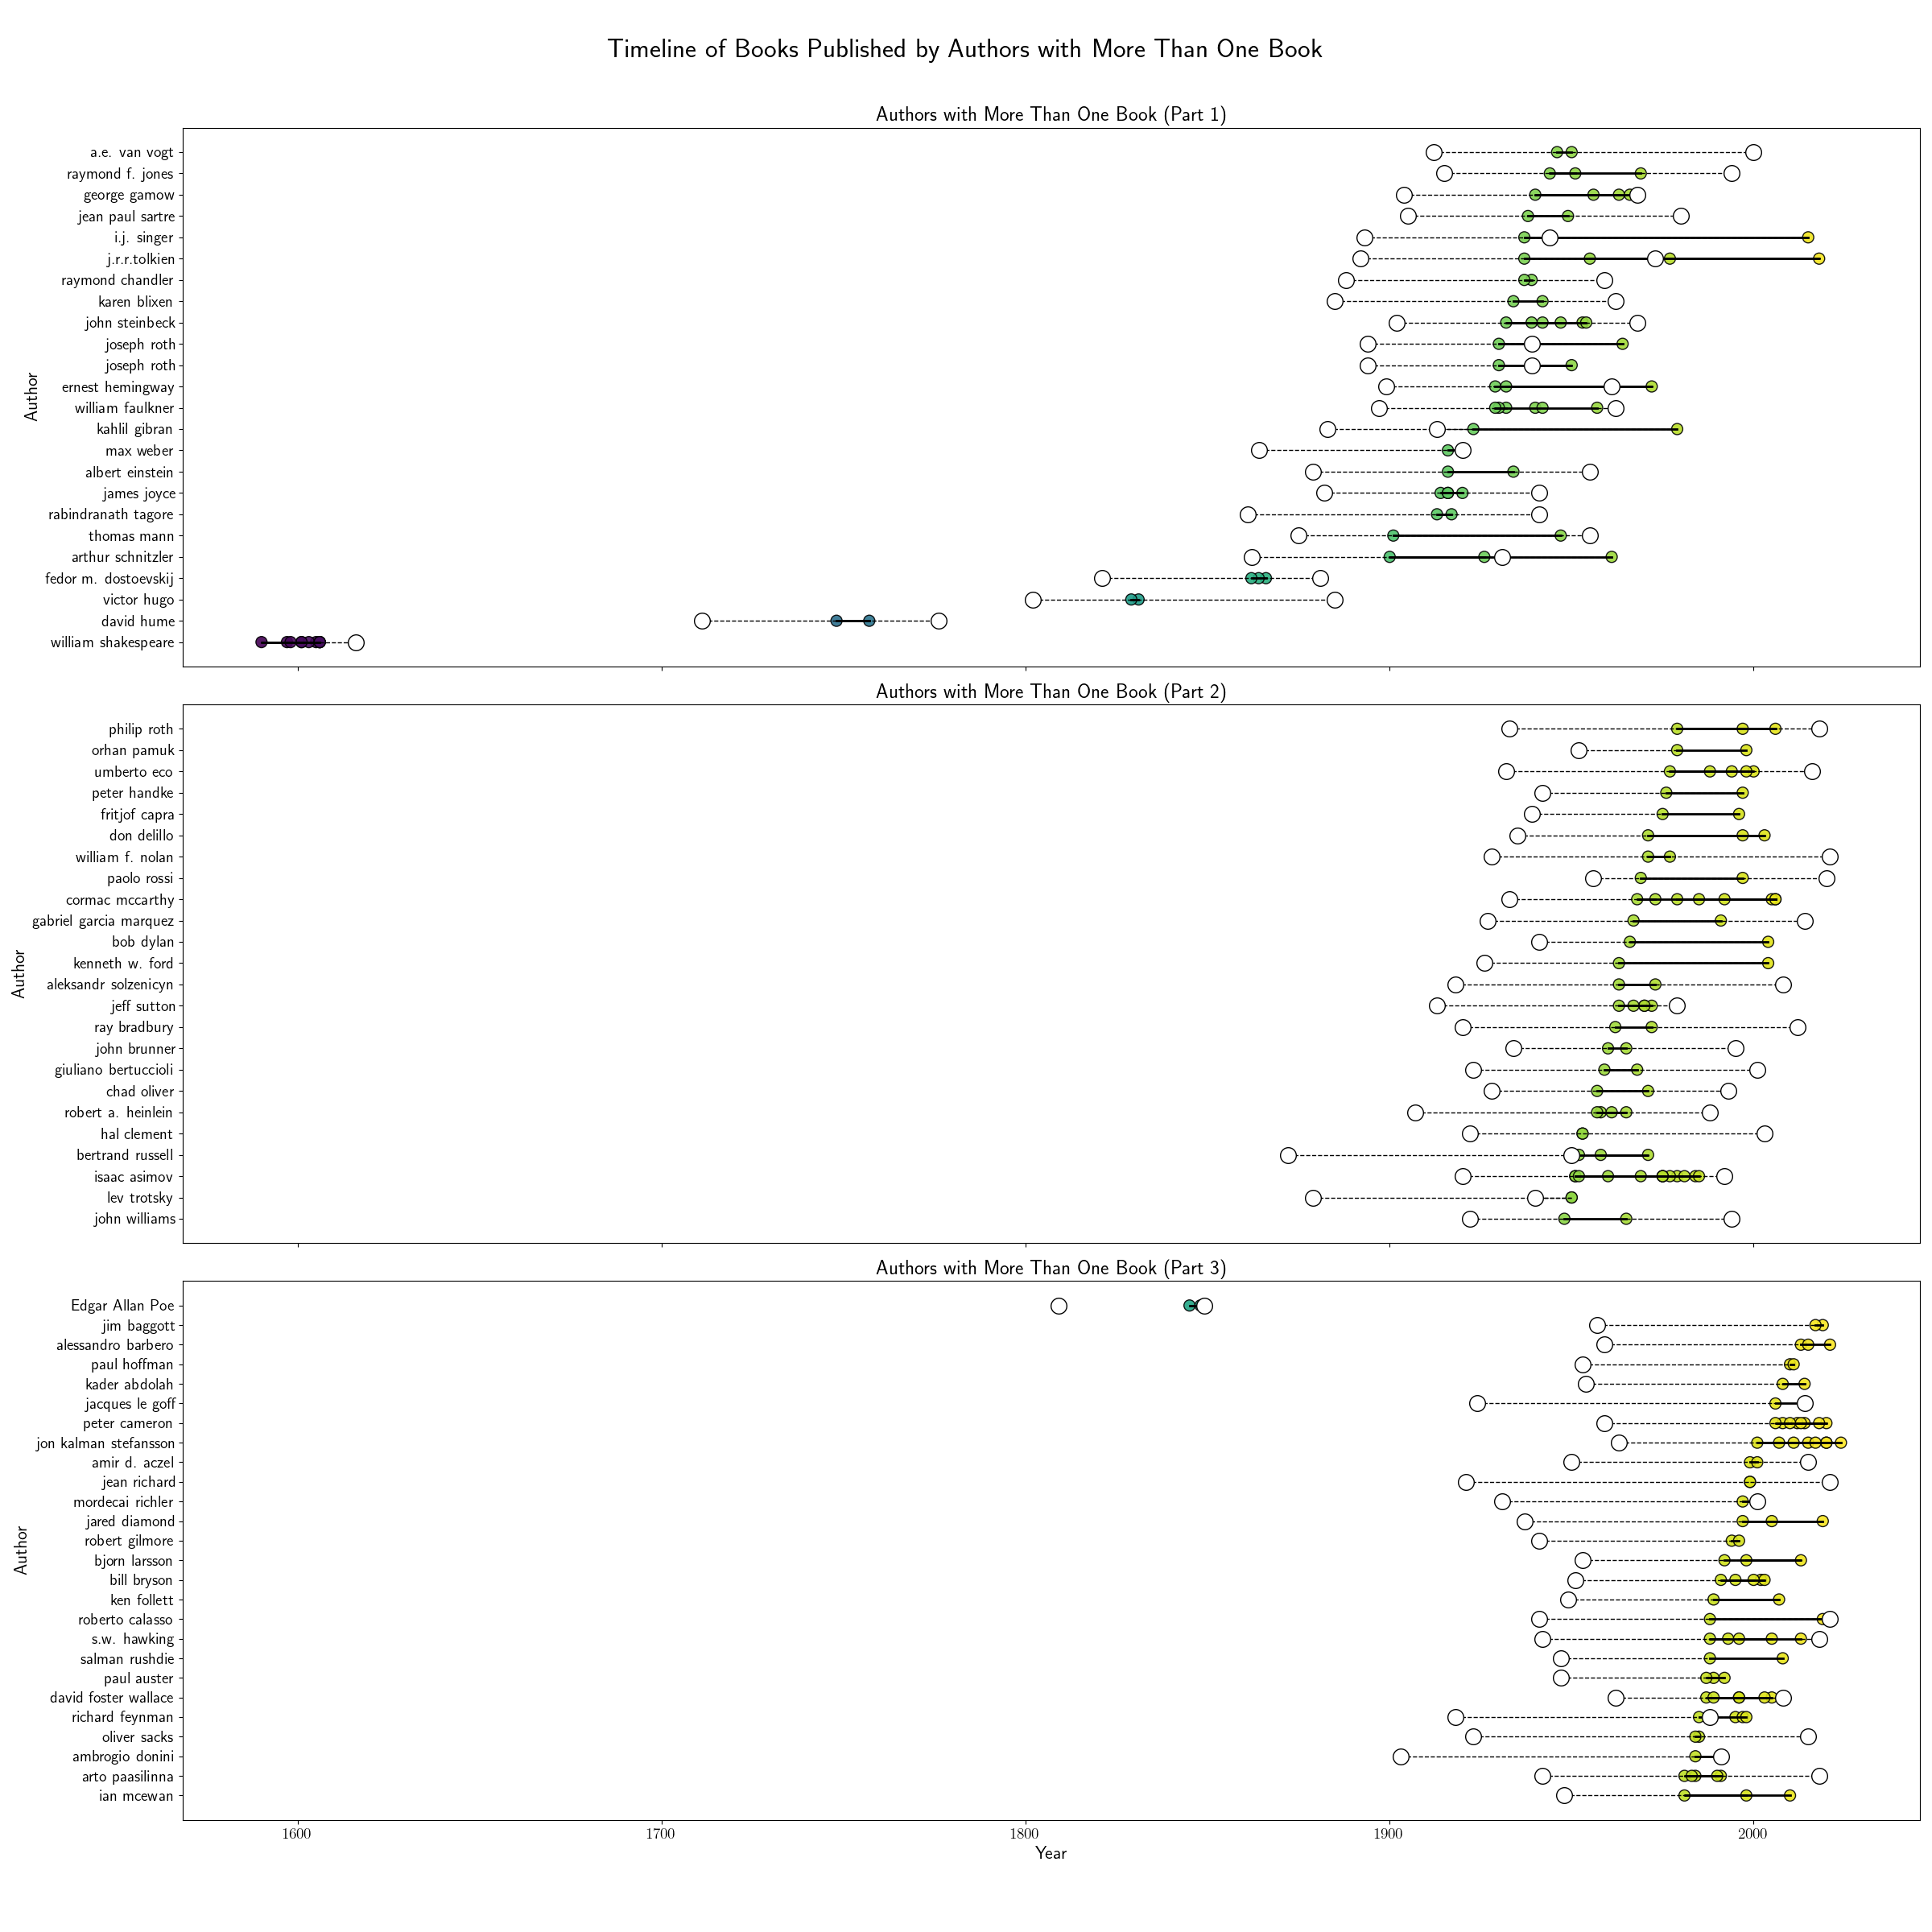 Timeline of Books Published by Authors with More Than One Book
Authors with More Than One Book (Part 1)
a.e. van vogt
raymond f. jones
george gamow
jean paul sartre
i.j. singer
j.r.r.tolkien
raymond chandler
karen blixen
john steinbeck
joseph roth
joseph roth
ernest hemingway
william faulkner
kahlil gibran
max weber
albert einstein
james joyce
rabindranath tagore
thomas mann
arthur schnitzler
fedor m. dostoevskij
victor hugo
david hume
william shakespeare
Author
Authors with More Than One Book (Part 2)
philip roth
orhan pamuk
umberto eco
peter handke
fritjof capra
don delillo
william f. nolan
paolo rossi
cormac mccarthy
gabriel garcia marquez
bob dylan
kenneth w. ford
aleksandr solzenicyn
jeff sutton
ray bradbury
john brunner
giuliano bertuccioli
chad oliver
robert a. heinlein
hal clement
bertrand russell
isaac asimov
lev trotsky
john williams
Author
Authors with More Than One Book (Part 3)
Edgar Allan Poe
jim baggott
alessandro barbero
paul hoffman
kader abdolah
jacques le goff
peter cameron
jon kalman stefansson
amir d. aczel
jean richard
mordecai richler
jared diamond
robert gilmore
bjorn larsson
bill bryson
ken follett
roberto calasso
s.w. hawking
salman rushdie
paul auster
david foster wallace
richard feynman
oliver sacks
ambrogio donini
arto paasilinna
ian mcewan
Author
1600 1700 1800 1900 2000
Year